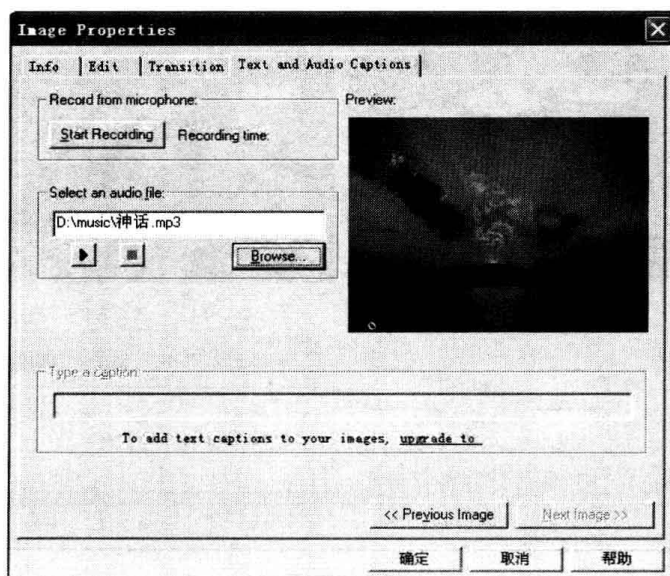 Image Properties
Info Edit Transition Text and Audio Captions
Record from microphone:
Start Recording Recording time:
Preview:
Select an audio file:
D:\music\神话.mp3
Browse...
Type a caption:
To add text captions to your images, upgrade to
<< Previous Image Next Image >>
确定 取消 帮助